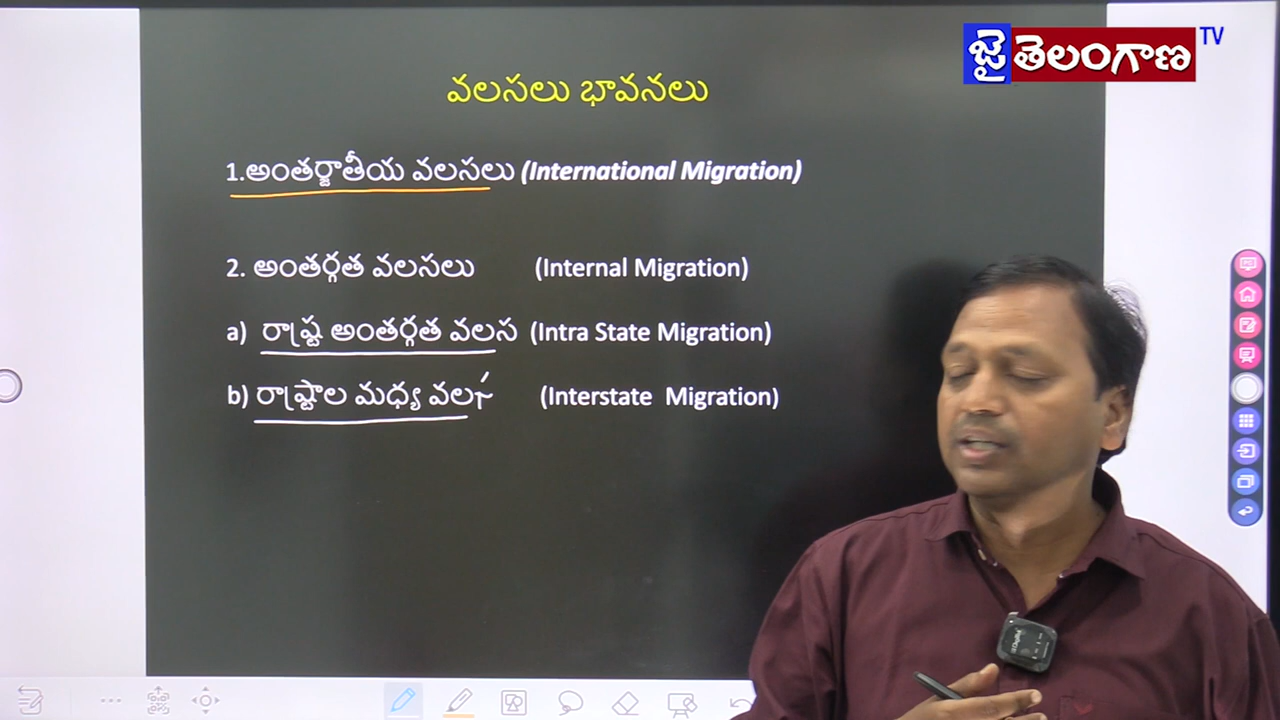 జై తెలంగాణ TV
వలసలు భావనలు
1.అంతర్జాతీయ వలసలు (International Migration)
2. అంతర్గత వలసలు (Internal Migration)
a) రాష్ట్ర అంతర్గత వలస (Intra State Migration)
b) రాష్ట్రాల మధ్య (Interstate Migration)